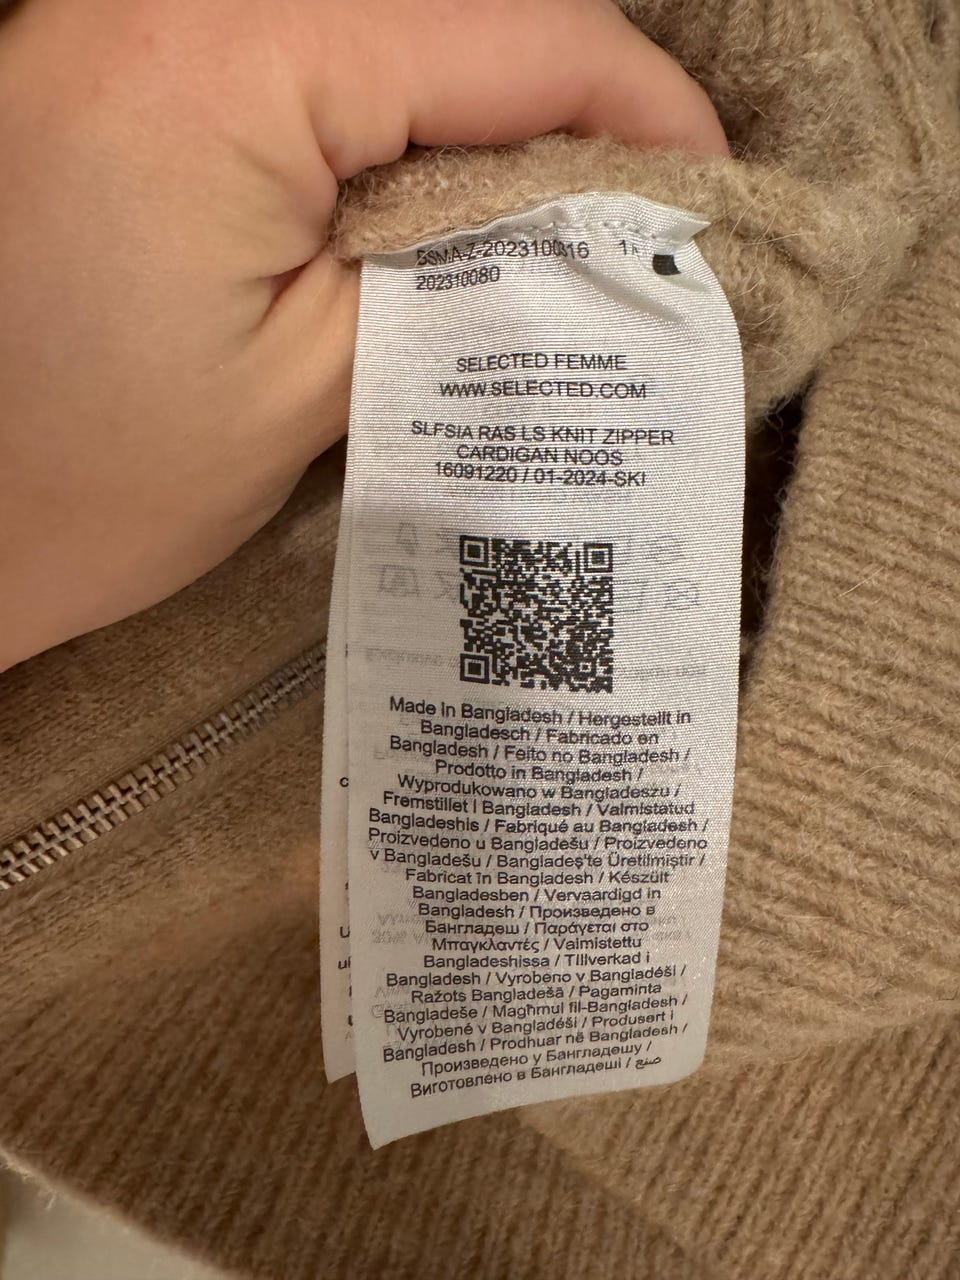 202310080
SELECTED FEMME
WWW.SELECTED.COM
SLFSIA RAS LS KNIT ZIPPER
CARDIGAN NOOS
16091220 / 01-2024-SKI
Made in Bangladesh / Hergestellt in
Bangladesch / Fabricado en
Bangladesh / Feito no Bangladesh /
Prodotto in Bangladesh /
Wyprodukowano w Bangladeszu /
Fremstillet i Bangladesh / Valmistatud
Bangladeshis / Fabriqué au Bangladesh /
Proizvedeno u Bangladešu / Proizvedeno
v Bangladešu / Bangladeş'te Üretilmiştir /
Fabricat în Bangladesh / Készült
Bangladesben / Vervaardigd in
Bangladesh / Произведено в
Бангладеш / Παράγεται στο
Μπαγκλαντές / Valmistettu
Bangladeshissa / Tillverkad i
Bangladesh / Vyrobeno v Bangladéši /
Ražots Bangladešā / Pagaminta
Bangladeše / Magħmul fil-Bangladesh /
Vyrobené v Bangladéši / Produsert i
Bangladesh / Prodhuar në Bangladesh /
Произведено у Бангладешу /
Виготовлено в Бангладеші / صنع